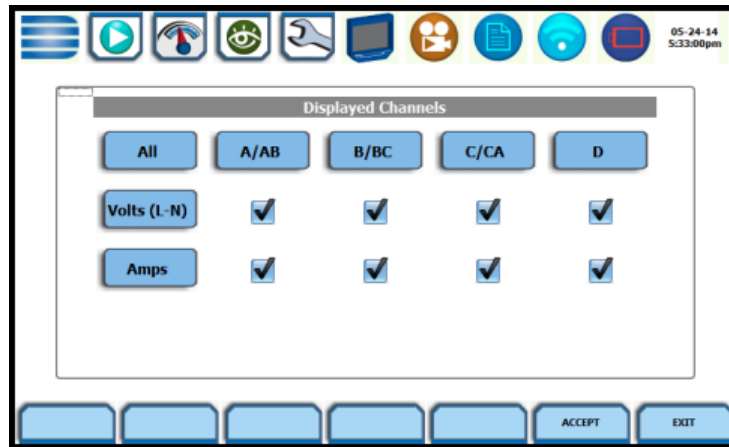 05-24-14
5:33:00pm
Displayed Channels
All A/AB B/BC C/CA D
Volts (L-N)
Amps
ACCEPT EXIT